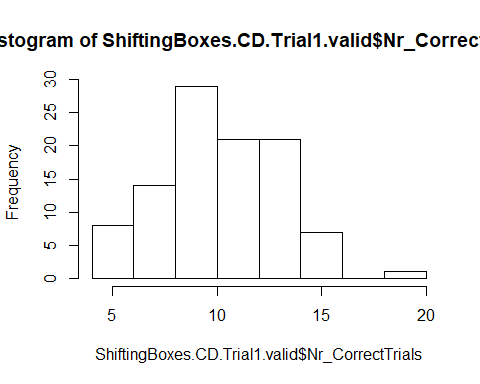 stogram of ShiftingBoxes.CD.Trial1.valid$Nr_Correct
30
25
20
15
10
5
0
Frequency
5 10 15 20
ShiftingBoxes.CD.Trial1.valid$Nr_CorrectTrials